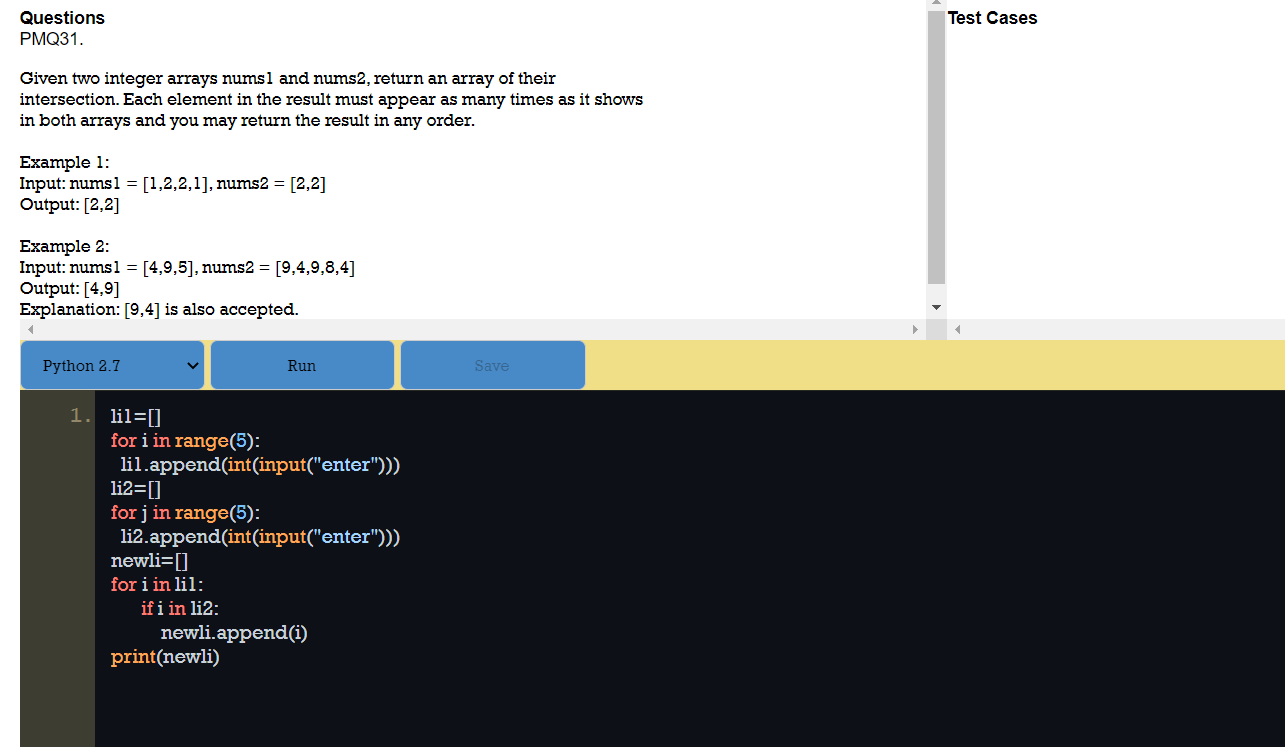 Questions
PMQ31.
Given two integer arrays nums1 and nums2, return an array of their
intersection. Each element in the result must appear as many times as it shows
in both arrays and you may return the result in any order.
Example 1:
Input: nums1 = [1,2,2,1], nums2 = [2,2]
Output: [2,2]
Example 2:
Input: nums1 = [4,9,5], nums2 = [9,4,9,8,4]
Output: [4,9]
Explanation: [9,4] is also accepted.
Test Cases
Python 2.7
Run
Save
1.
li1=[]
for i in range(5):
li1.append(int(input("enter")))
li2=[]
for j in range(5):
li2.append(int(input("enter")))
newli=[]
for i in li1:
if i in li2:
newli.append(i)
print(newli)